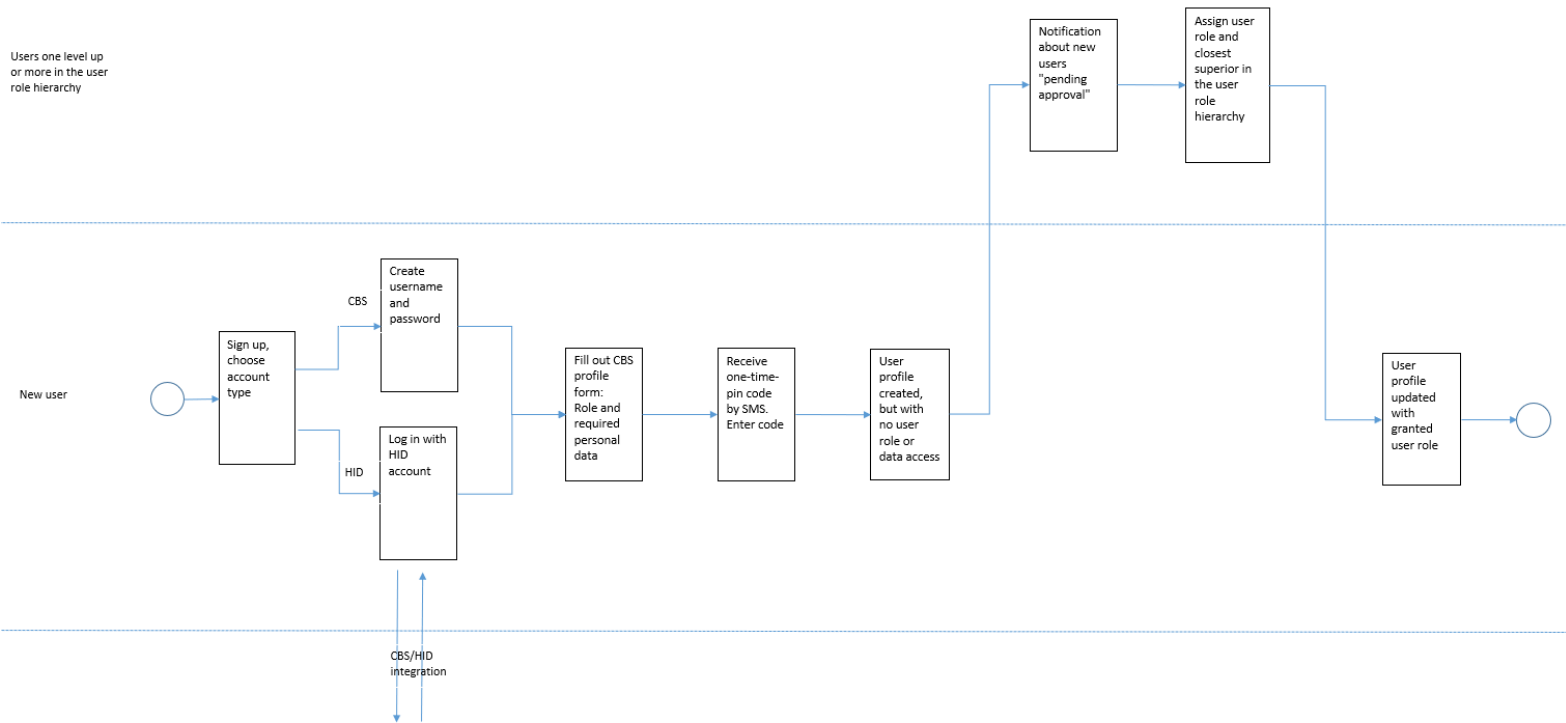 Users one level up
or more in the user
role hierarchy
Notification
about new
users
"pending
approval"
Assign user
role and
closest
superior in
the user
role
hierarchy
New user
Sign up,
choose
account
type
CBS
HID
Create
username
and
password
Log in with
HID
account
Fill out CBS
profile
form:
Role and
required
personal
data
Receive
one-time-
pin code
by SMS.
Enter code
User
profile
created,
but with
no user
role or
data access
User
profile
updated
with
granted
user role
CBS/HID
integration